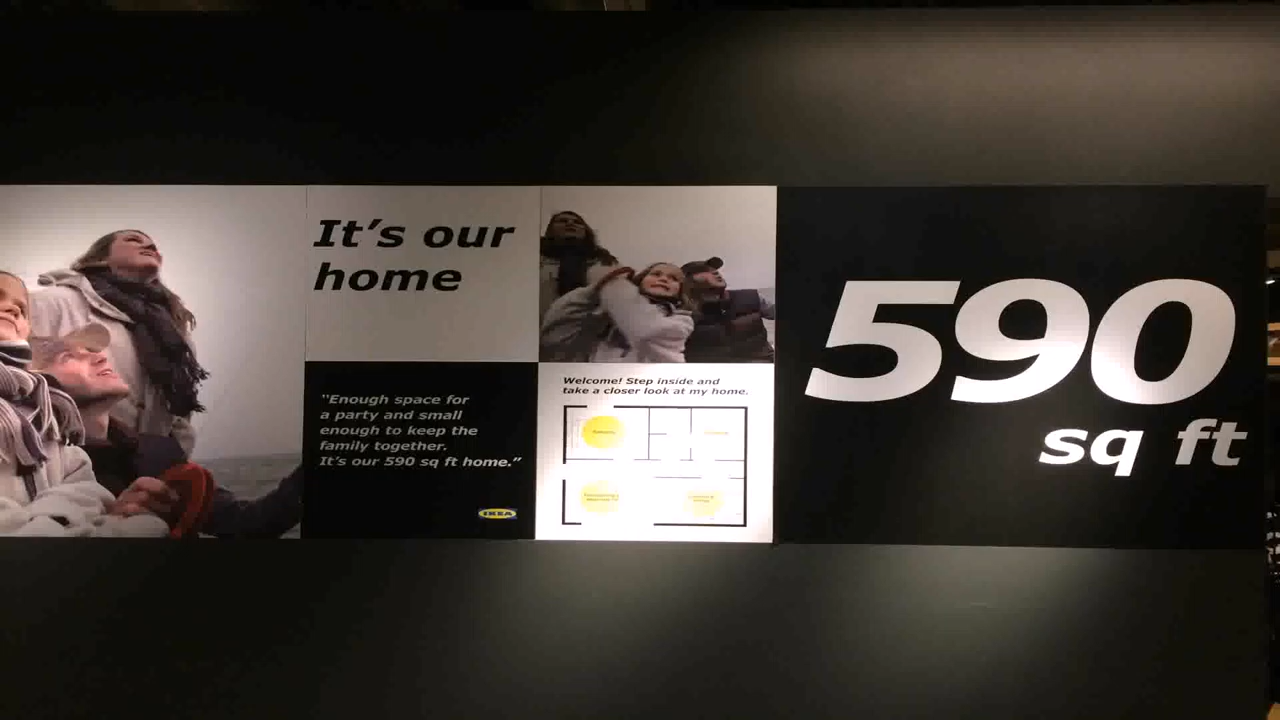 It's our
home
"Enough space for
a party and small
enough to keep the
family together.
It's our 590 sq ft home."
IKEA
Welcome! Step inside and
take a closer look at my home.
590
sq ft